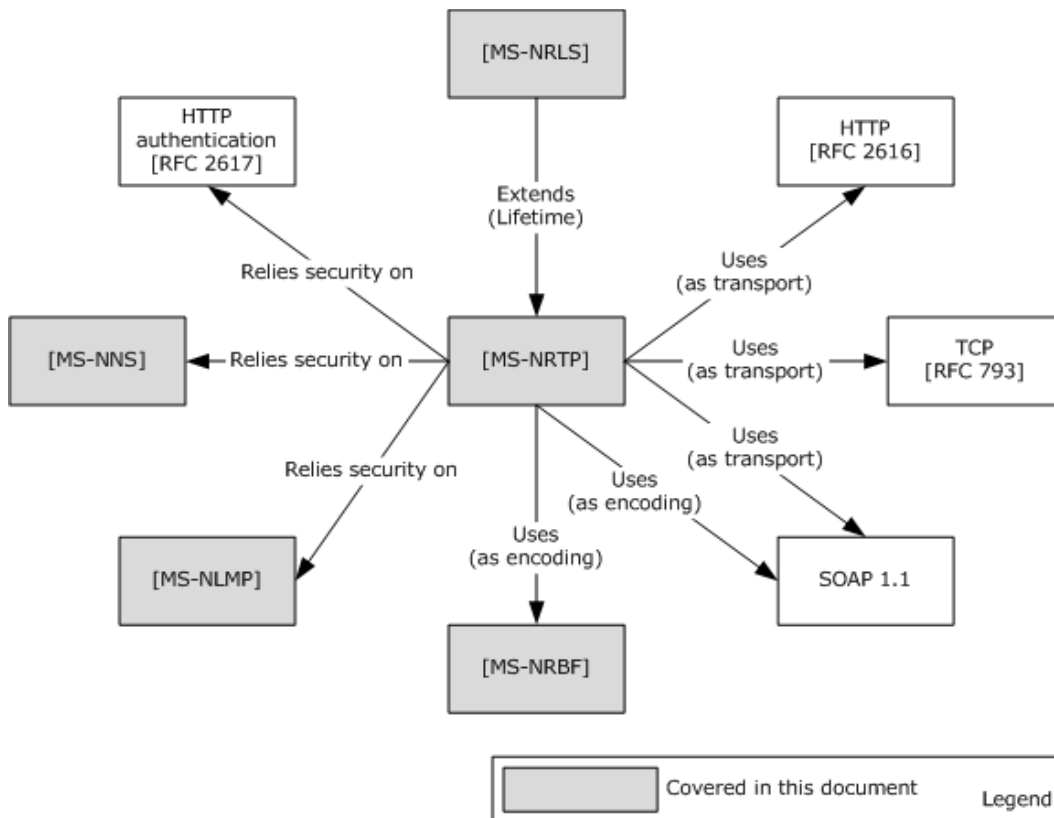 [MS-NRLS]
HTTP
authentication
[RFC 2617]
HTTP
[RFC 2616]
Extends
(Lifetime)
Relies security on
Uses
(as transport)
[MS-NNS]
Relies security on
[MS-NRTP]
Uses
(as transport)
TCP
[RFC 793]
Relies security on
Uses
(as transport)
Uses
(as encoding)
Uses
(as encoding)
[MS-NLMP]
SOAP 1.1
[MS-NRBF]
Covered in this document
Legend